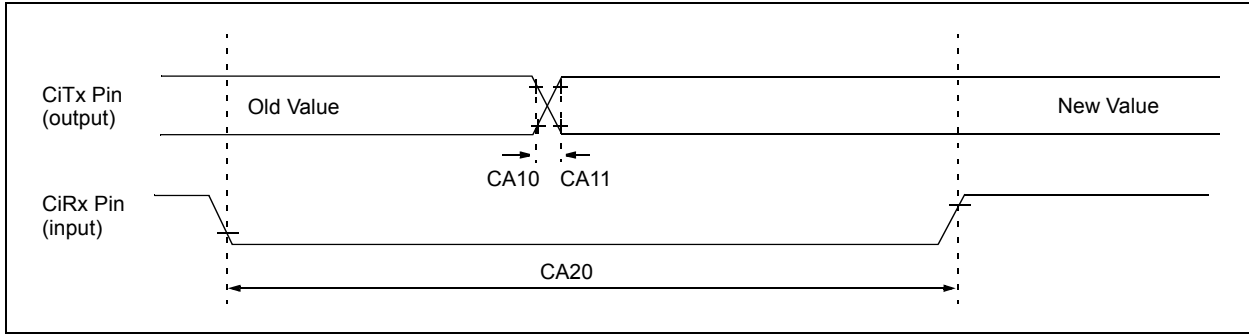 CiTx Pin
(output)
Old Value
New Value
CA10 CA11
CiRx Pin
(input)
CA20